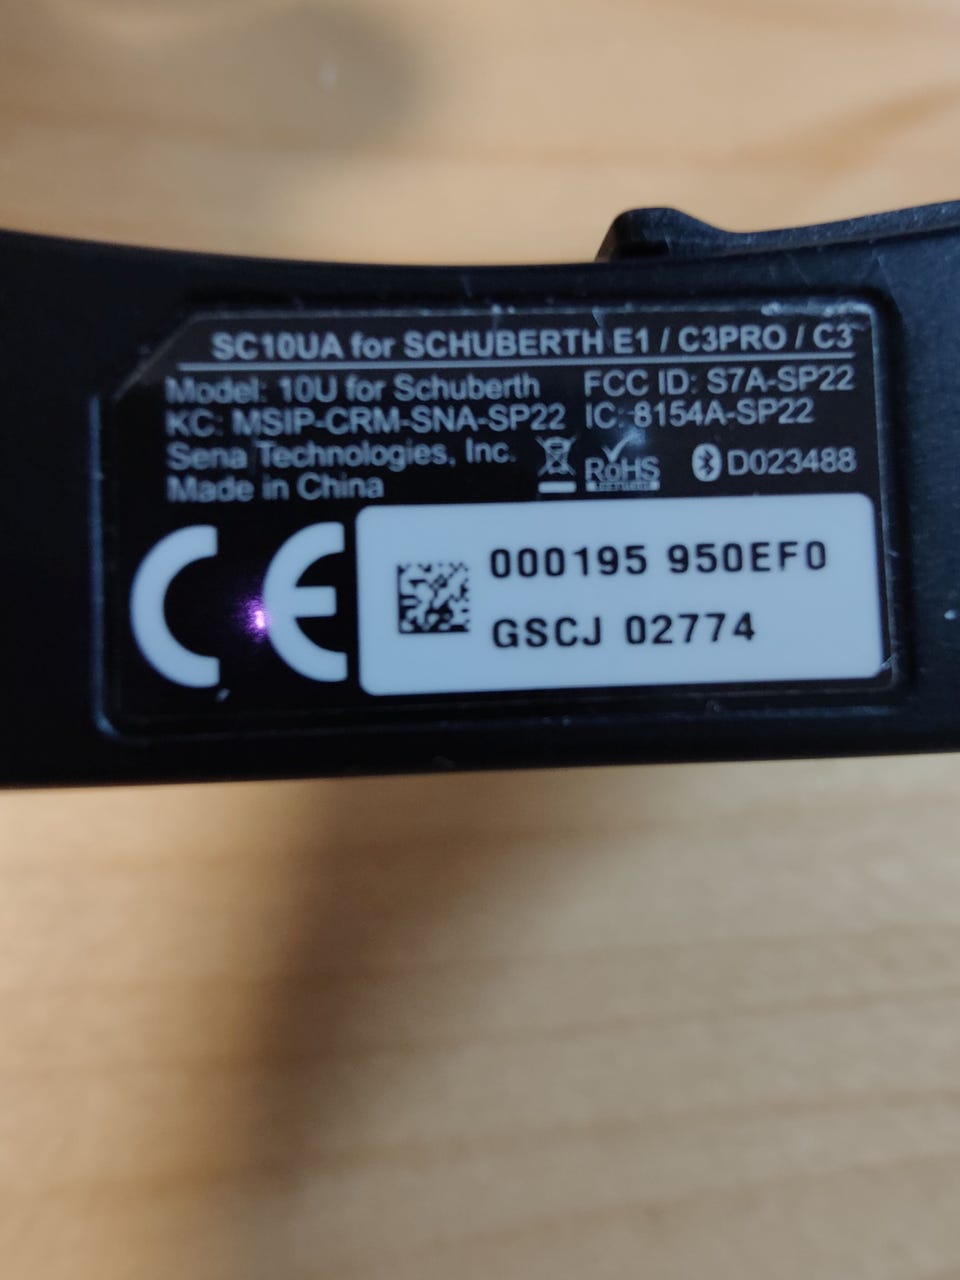 SC10UA for SCHUBERTH E1 / C3PRO / C3
Model: 10U for Schuberth FCC ID: S7A-SP22
KC: MSIP-CRM-SNA-SP22 IC: 8154A-SP22
Sena Technologies, Inc. RoHS D023488
Made in China
CE
000195 950EF0
GSCJ 02774